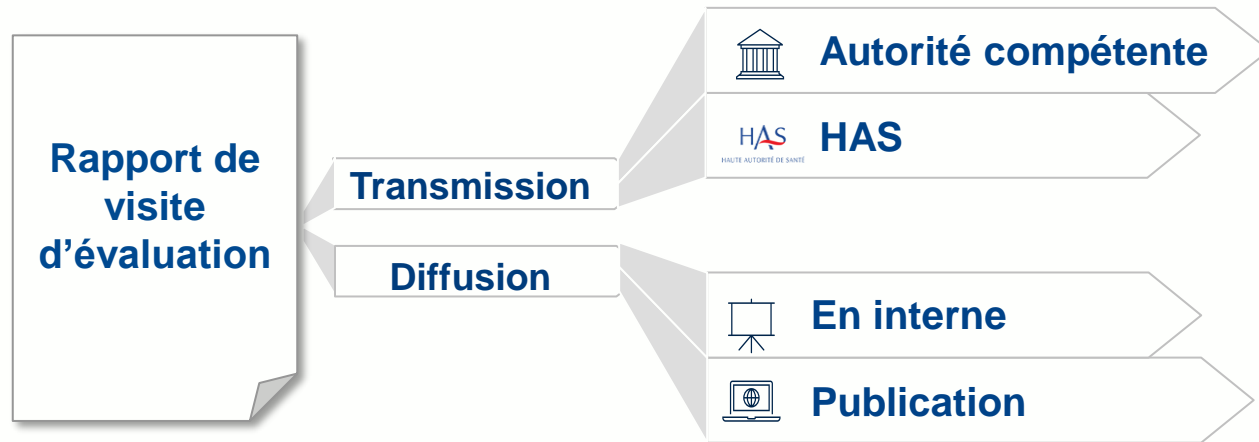 Rapport de
visite
d’évaluation
Transmission
Autorité compétente
HAS
HAUTE AUTORITÉ DE SANTÉ
HAS
Diffusion
En interne
Publication